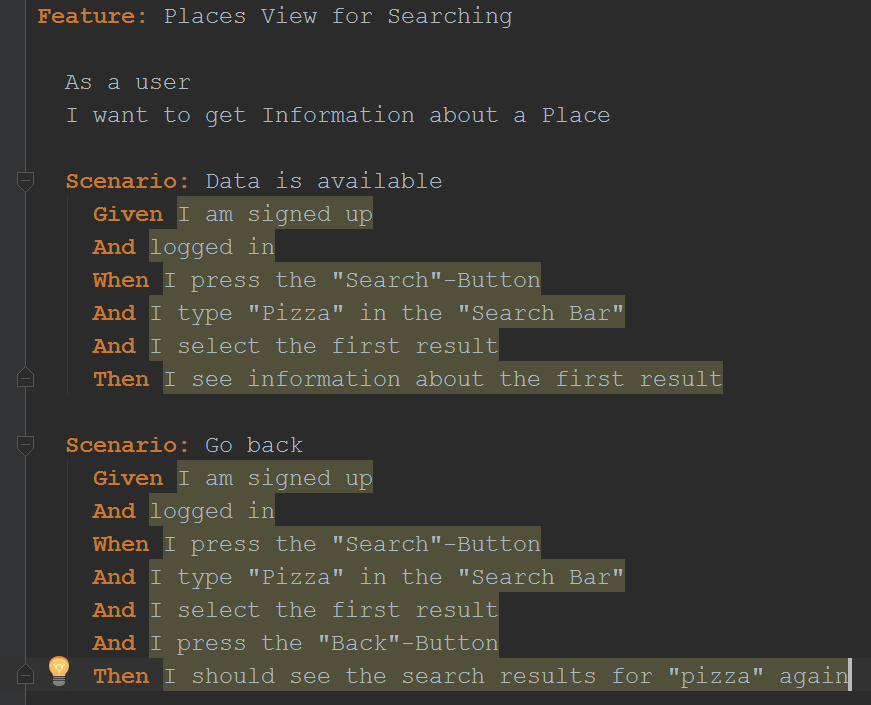 Feature: Places View for Searching
As a user
I want to get Information about a Place
Scenario: Data is available
Given I am signed up
And logged in
When I press the "Search"-Button
And I type "Pizza" in the "Search Bar"
And I select the first result
Then I see information about the first result
Scenario: Go back
Given I am signed up
And logged in
When I press the "Search"-Button
And I type "Pizza" in the "Search Bar"
And I select the first result
And I press the "Back"-Button
Then I should see the search results for "pizza" again